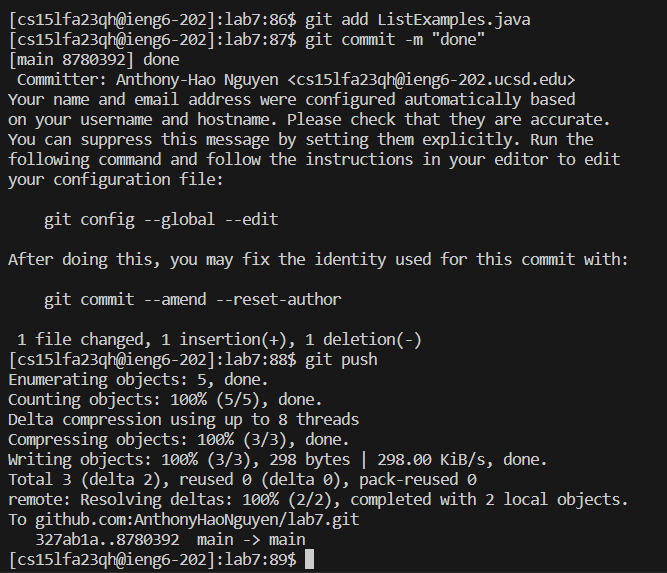 [cs15lfa23qh@ieng6-202]:lab7:86$ git add ListExamples.java
[cs15lfa23qh@ieng6-202]:lab7:87$ git commit -m "done"
[main 8780392] done
 Committer: Anthony-Hao Nguyen <cs15lfa23qh@ieng6-202.ucsd.edu>
Your name and email address were configured automatically based
on your username and hostname. Please check that they are accurate.
You can suppress this message by setting them explicitly. Run the
following command and follow the instructions in your editor to edit
your configuration file:

    git config --global --edit

After doing this, you may fix the identity used for this commit with:

    git commit --amend --reset-author

 1 file changed, 1 insertion(+), 1 deletion(-)
[cs15lfa23qh@ieng6-202]:lab7:88$ git push
Enumerating objects: 5, done.
Counting objects: 100% (5/5), done.
Delta compression using up to 8 threads
Compressing objects: 100% (3/3), done.
Writing objects: 100% (3/3), 298 bytes | 298.00 KiB/s, done.
Total 3 (delta 2), reused 0 (delta 0), pack-reused 0
remote: Resolving deltas: 100% (2/2), completed with 2 local objects.
To github.com:AnthonyHaoNguyen/lab7.git
   327ab1a..8780392  main -> main
[cs15lfa23qh@ieng6-202]:lab7:89$